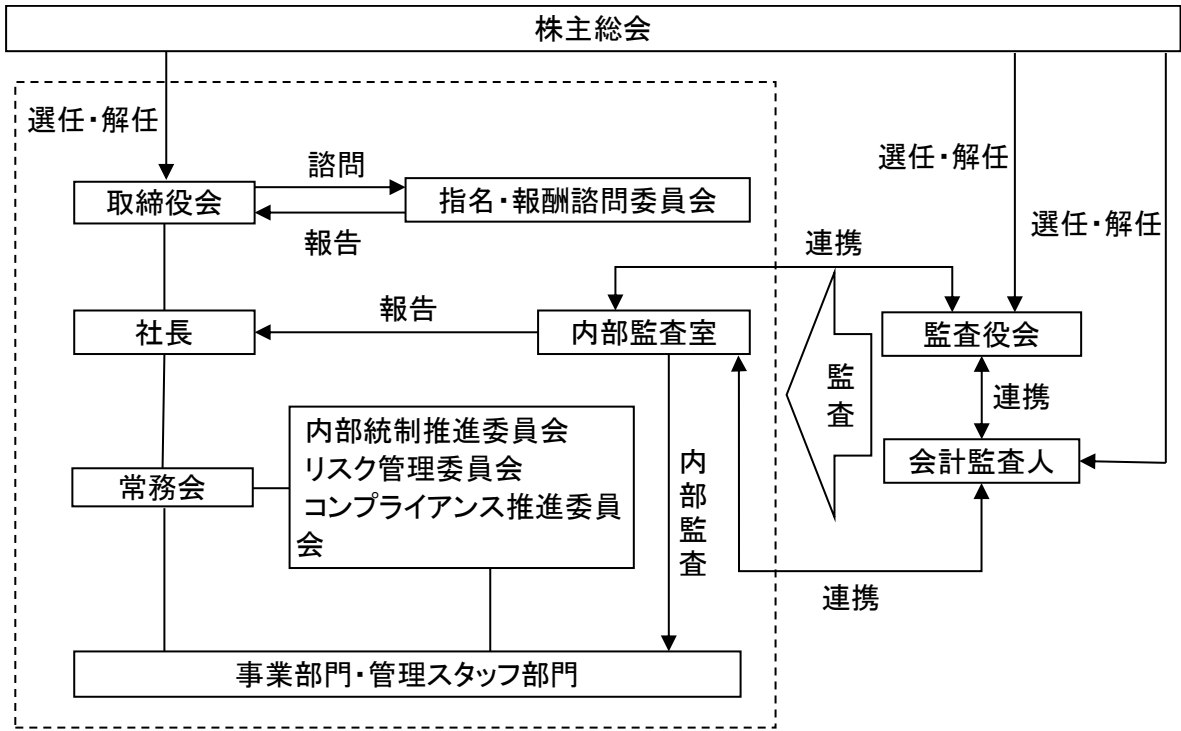 株主総会
選任・解任
選任・解任
選任・解任
諮問
取締役会
指名・報酬諮問委員会
報告
連携
社長
報告
内部監査室
監査役会
監査
連携
内部統制推進委員会
リスク管理委員会
コンプライアンス推進委員
会
常務会
内部監査
会計監査人
連携
事業部門・管理スタッフ部門